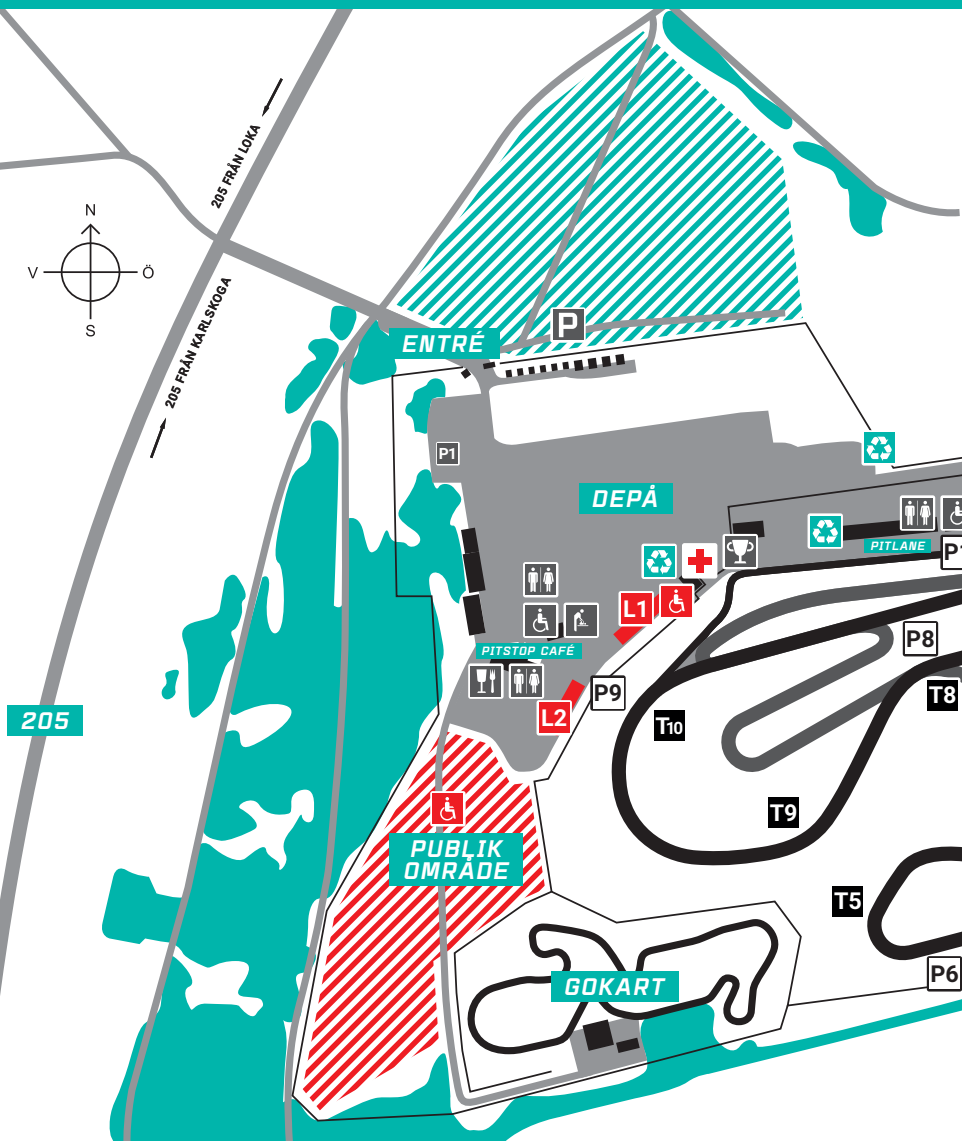 205 FRÅN LOKA
N
V
Ö
S
205 FRÅN KARLSKOGA
P
ENTRÉ
P1
DEPÅ
PITLANE
L1
PITSTOP CAFÉ
P8
P9
T8
L2
205
T10
T9
PUBLIK
OMRÅDE
T5
P6
GOKART